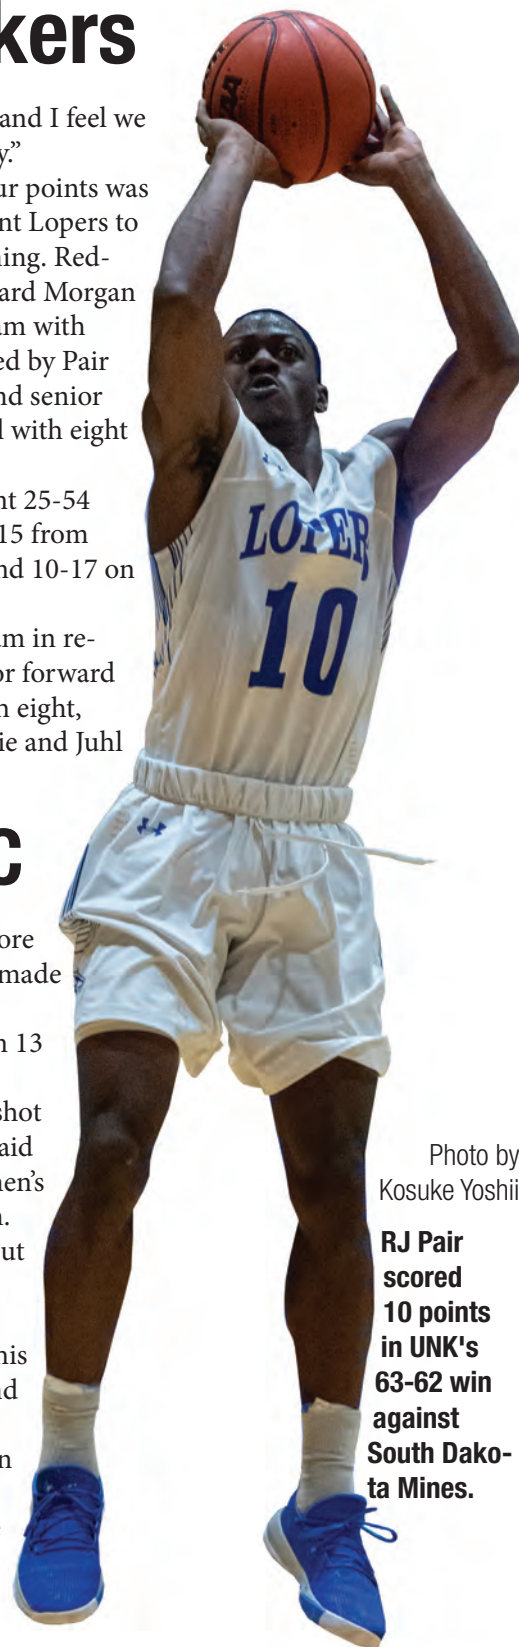 kers
and I feel we
y.”
ur points was
nt Lopers to
ning. Red-
ard Morgan
am with
ed by Pair
nd senior
l with eight
nt 25-54
15 from
nd 10-17 on
am in re-
or forward
n eight,
ie and Juhl
LOPER
10
c
ore
made
n 13
shot
aid
nen’s
n.
ut
his
nd
n
Photo by
Kosuke Yoshii
RJ Pair
scored
10 points
in UNK's
63-62 win
against
South Dako-
ta Mines.